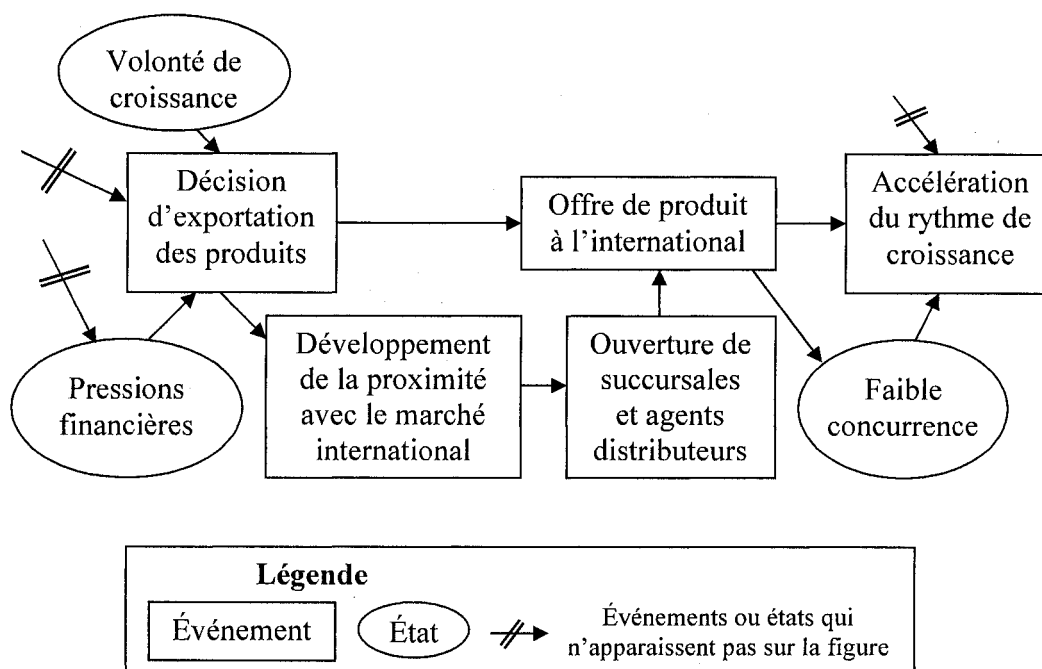 Volonté de
croissance
Décision
d'exportation
des produits
Offre de produit
à l'international
Accélération
du rythme de
croissance
Pressions
financières
Développement
de la proximité
avec le marché
international
Ouverture de
succursales
et agents
distributeurs
Faible
concurrence
Légende
Événement
État
Événements ou états qui
n'apparaissent pas sur la figure